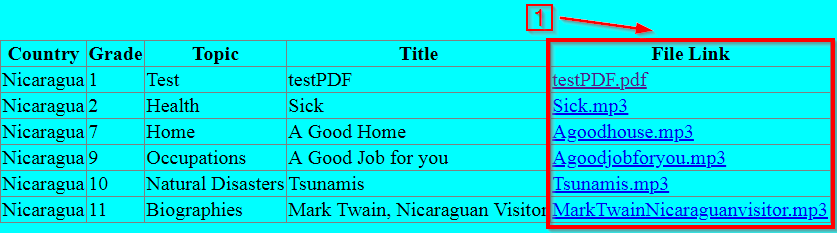 1
Country Grade Topic Title File Link
Nicaragua 1 Test testPDF testPDF.pdf
Nicaragua 2 Health Sick Sick.mp3
Nicaragua 7 Home A Good Home Agoodhouse.mp3
Nicaragua 9 Occupations A Good Job for you Agoodjobforyou.mp3
Nicaragua 10 Natural Disasters Tsunamis Tsunamis.mp3
Nicaragua 11 Biographies Mark Twain, Nicaraguan Visitor MarkTwainNicaraguanvisitor.mp3